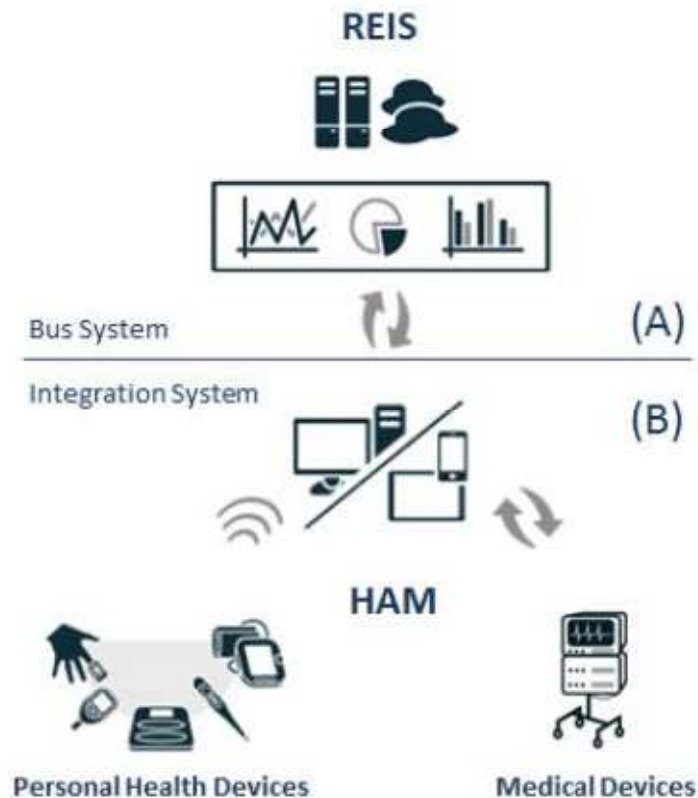 REIS
Bus System
(A)
Integration System
(B)
HAM
Personal Health Devices
Medical Devices